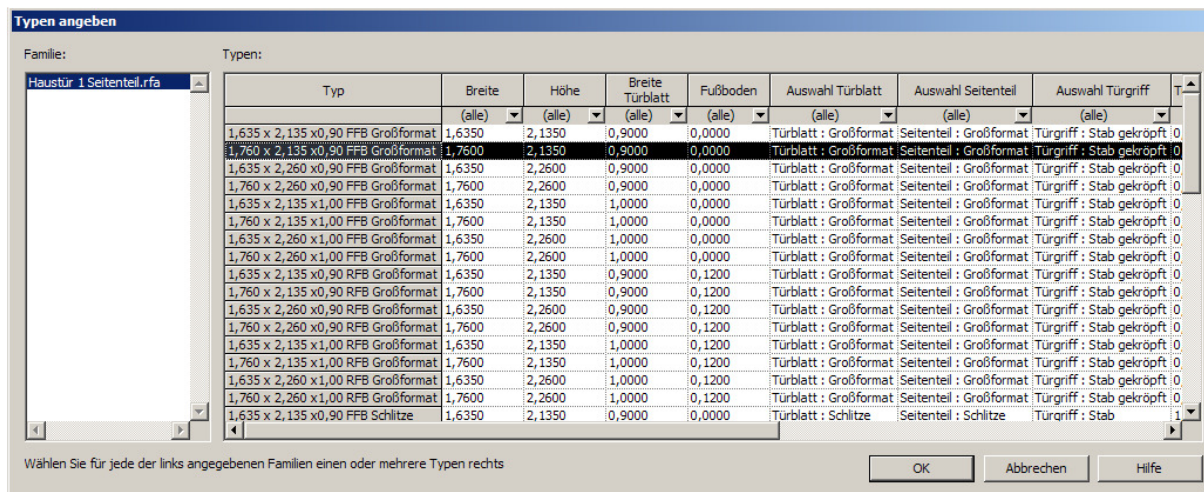 Typen angeben
Familie:
Typen:
Haustür 1 Seitenteil.rfa
Typ Breite Höhe Breite Türblatt Fußboden Auswahl Türblatt Auswahl Seitenteil Auswahl Türgriff T
(alle) (alle) (alle) (alle) (alle) (alle) (alle)
1,635 x 2,135 x0,90 FFB Großformat 1,6350 2,1350 0,9000 0,0000 Türblatt : Großformat Seitenteil : Großformat Türgriff : Stab gekröpft 0,
1,760 x 2,135 x0,90 FFB Großformat 1,7600 2,1350 0,9000 0,0000 Türblatt : Großformat Seitenteil : Großformat Türgriff : Stab gekröpft 0,
1,635 x 2,260 x0,90 FFB Großformat 1,6350 2,2600 0,9000 0,0000 Türblatt : Großformat Seitenteil : Großformat Türgriff : Stab gekröpft 0,
1,760 x 2,260 x0,90 FFB Großformat 1,7600 2,2600 0,9000 0,0000 Türblatt : Großformat Seitenteil : Großformat Türgriff : Stab gekröpft 0,
1,635 x 2,135 x1,00 FFB Großformat 1,6350 2,1350 1,0000 0,0000 Türblatt : Großformat Seitenteil : Großformat Türgriff : Stab gekröpft 0,
1,760 x 2,135 x1,00 FFB Großformat 1,7600 2,1350 1,0000 0,0000 Türblatt : Großformat Seitenteil : Großformat Türgriff : Stab gekröpft 0,
1,635 x 2,260 x1,00 FFB Großformat 1,6350 2,2600 1,0000 0,0000 Türblatt : Großformat Seitenteil : Großformat Türgriff : Stab gekröpft 0,
1,760 x 2,260 x1,00 FFB Großformat 1,7600 2,2600 1,0000 0,0000 Türblatt : Großformat Seitenteil : Großformat Türgriff : Stab gekröpft 0,
1,635 x 2,135 x0,90 RFB Großformat 1,6350 2,1350 0,9000 0,1200 Türblatt : Großformat Seitenteil : Großformat Türgriff : Stab gekröpft 0,
1,760 x 2,135 x0,90 RFB Großformat 1,7600 2,1350 0,9000 0,1200 Türblatt : Großformat Seitenteil : Großformat Türgriff : Stab gekröpft 0,
1,635 x 2,260 x0,90 RFB Großformat 1,6350 2,2600 0,9000 0,1200 Türblatt : Großformat Seitenteil : Großformat Türgriff : Stab gekröpft 0,
1,760 x 2,260 x0,90 RFB Großformat 1,7600 2,2600 0,9000 0,1200 Türblatt : Großformat Seitenteil : Großformat Türgriff : Stab gekröpft 0,
1,635 x 2,135 x1,00 RFB Großformat 1,6350 2,1350 1,0000 0,1200 Türblatt : Großformat Seitenteil : Großformat Türgriff : Stab gekröpft 0,
1,760 x 2,135 x1,00 RFB Großformat 1,7600 2,1350 1,0000 0,1200 Türblatt : Großformat Seitenteil : Großformat Türgriff : Stab gekröpft 0,
1,635 x 2,260 x1,00 RFB Großformat 1,6350 2,2600 1,0000 0,1200 Türblatt : Großformat Seitenteil : Großformat Türgriff : Stab gekröpft 0,
1,760 x 2,260 x1,00 RFB Großformat 1,7600 2,2600 1,0000 0,1200 Türblatt : Großformat Seitenteil : Großformat Türgriff : Stab gekröpft 0,
1,635 x 2,135 x0,90 FFB Schlitze 1,6350 2,1350 0,9000 0,0000 Türblatt : Schlitze Seitenteil : Schlitze Türgriff : Stab 1
Wählen Sie für jede der links angegebenen Familien einen oder mehrere Typen rechts
OK Abbrechen Hilfe